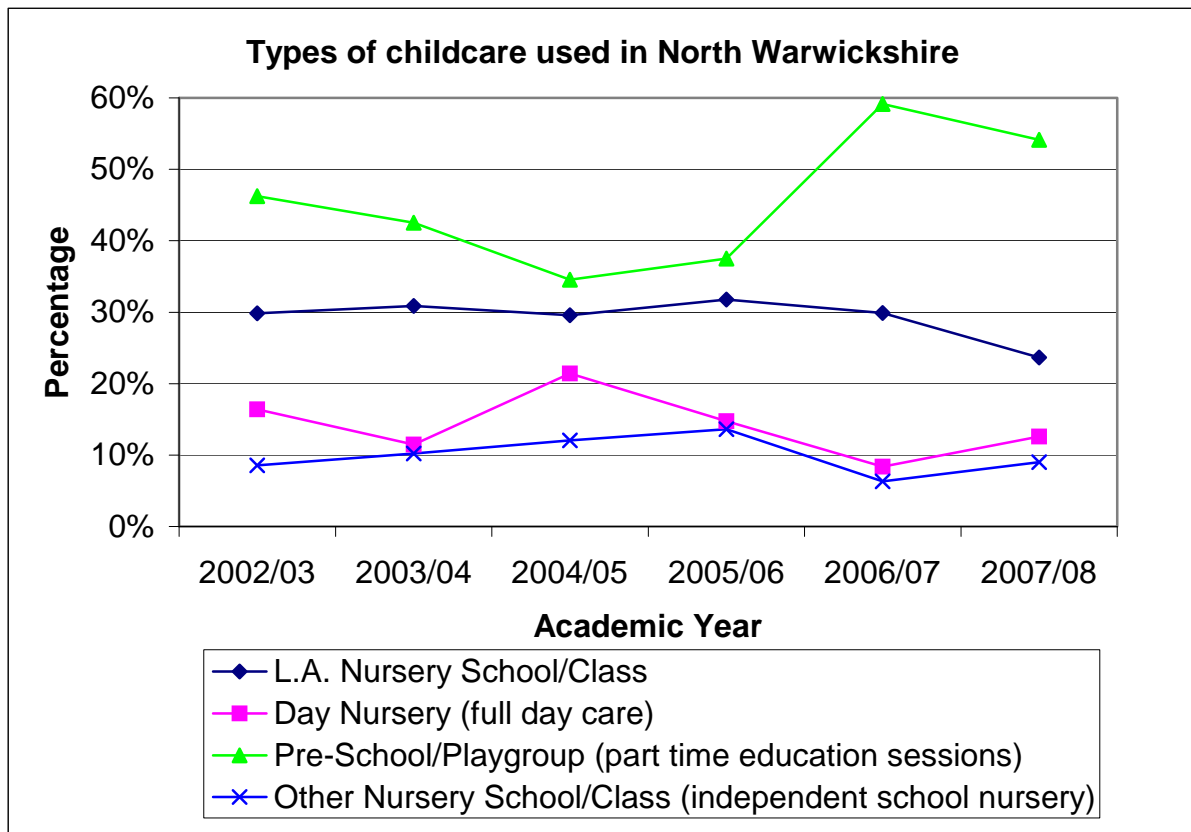 Types of childcare used in North Warwickshire
60%
50%
40%
30%
20%
10%
0%
Percentage
2002/03 2003/04 2004/05 2005/06 2006/07 2007/08
Academic Year
L.A. Nursery School/Class
Day Nursery (full day care)
Pre-School/Playgroup (part time education sessions)
Other Nursery School/Class (independent school nursery)